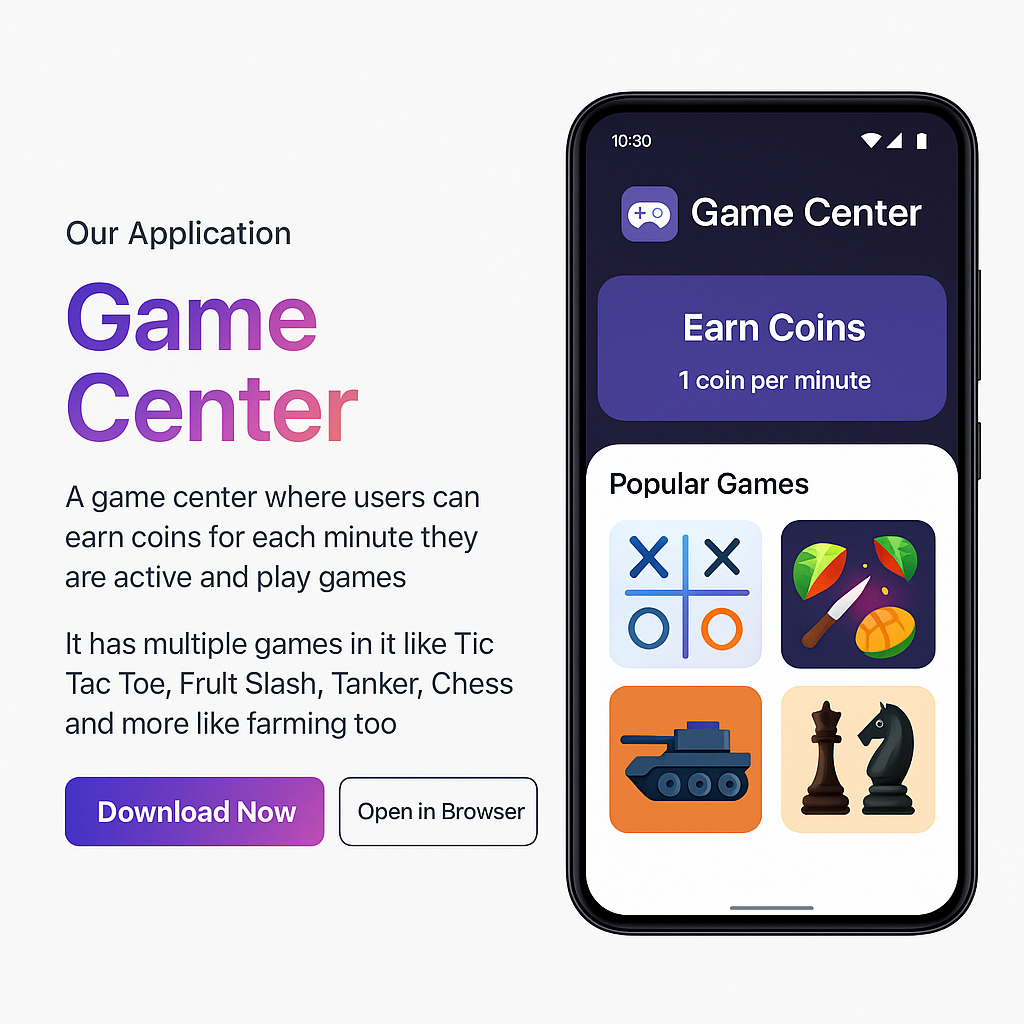 Our Application
Game
Center
A game center where users can
earn coins for each minute they
are active and play games
It has multiple games in it like Tic
Tac Toe, Frult Slash, Tanker, Chess
and more like farming too
Download Now
Open in Browser
10:30
Game Center
Earn Coins
1 coin per minute
Popular Games